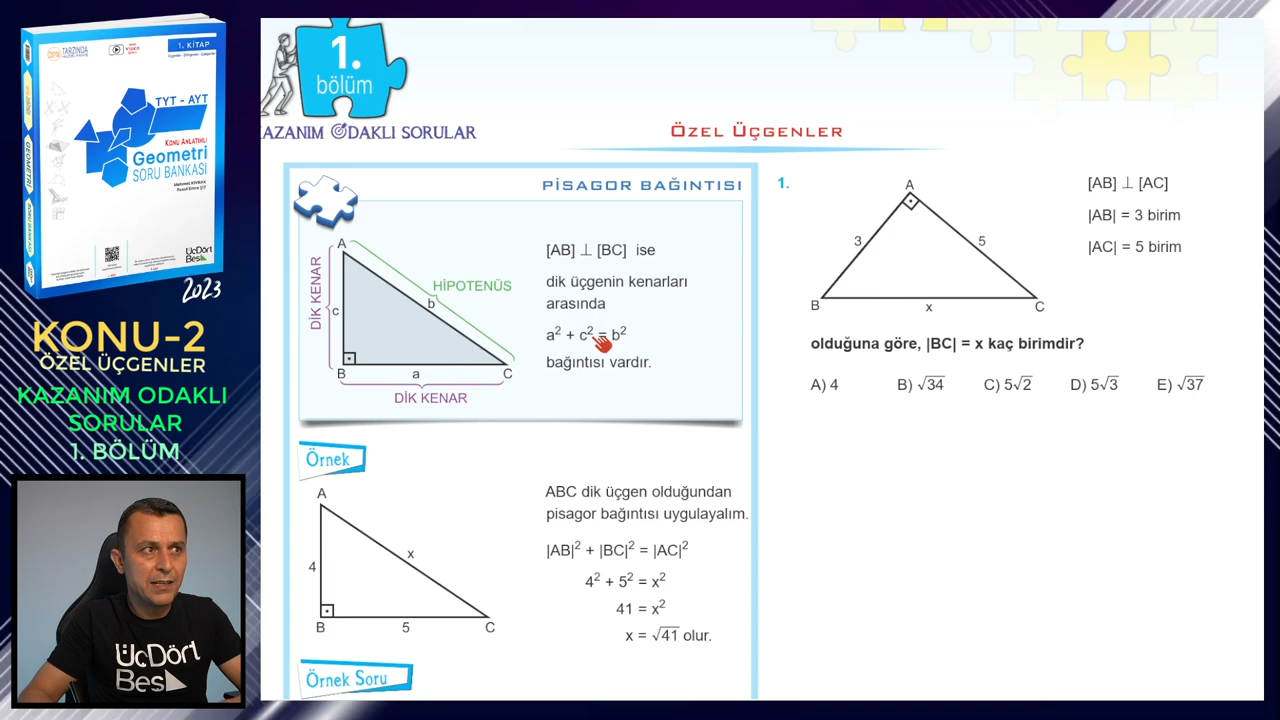 TARZINDA
1. KİTAP
TYT - AYT
KONU ANLATIMLI
Geometri
SORU BANKASI
GEOMETRİ
SORU BANKASI
ÜçDört
Beş
2023
KONU-2
ÖZEL ÜÇGENLER
KAZANIM ODAKLI
SORULAR
1. BÖLÜM
ÜçDört
Beş
1.
bölüm
KAZANIM ODAKLI SORULAR
ÖZEL ÜÇGENLER
PİSAGOR BAĞINTISI
A
DİK KENAR
c
HİPOTENÜS
b
B
a
C
DİK KENAR
[AB] ⊥ [BC] ise
dik üçgenin kenarları
arasında
a² + c² = b²
bağıntısı vardır.
Örnek
A
4
x
B
5
C
ABC dik üçgen olduğundan
pisagor bağıntısı uygulayalım.
|AB|² + |BC|² = |AC|²
4² + 5² = x²
41 = x²
x = √41 olur.
Örnek Soru
1.
A
3
5
B
x
C
[AB] ⊥ [AC]
|AB| = 3 birim
|AC| = 5 birim
olduğuna göre, |BC| = x kaç birimdir?
A) 4 B) √34 C) 5√2 D) 5√3 E) √37